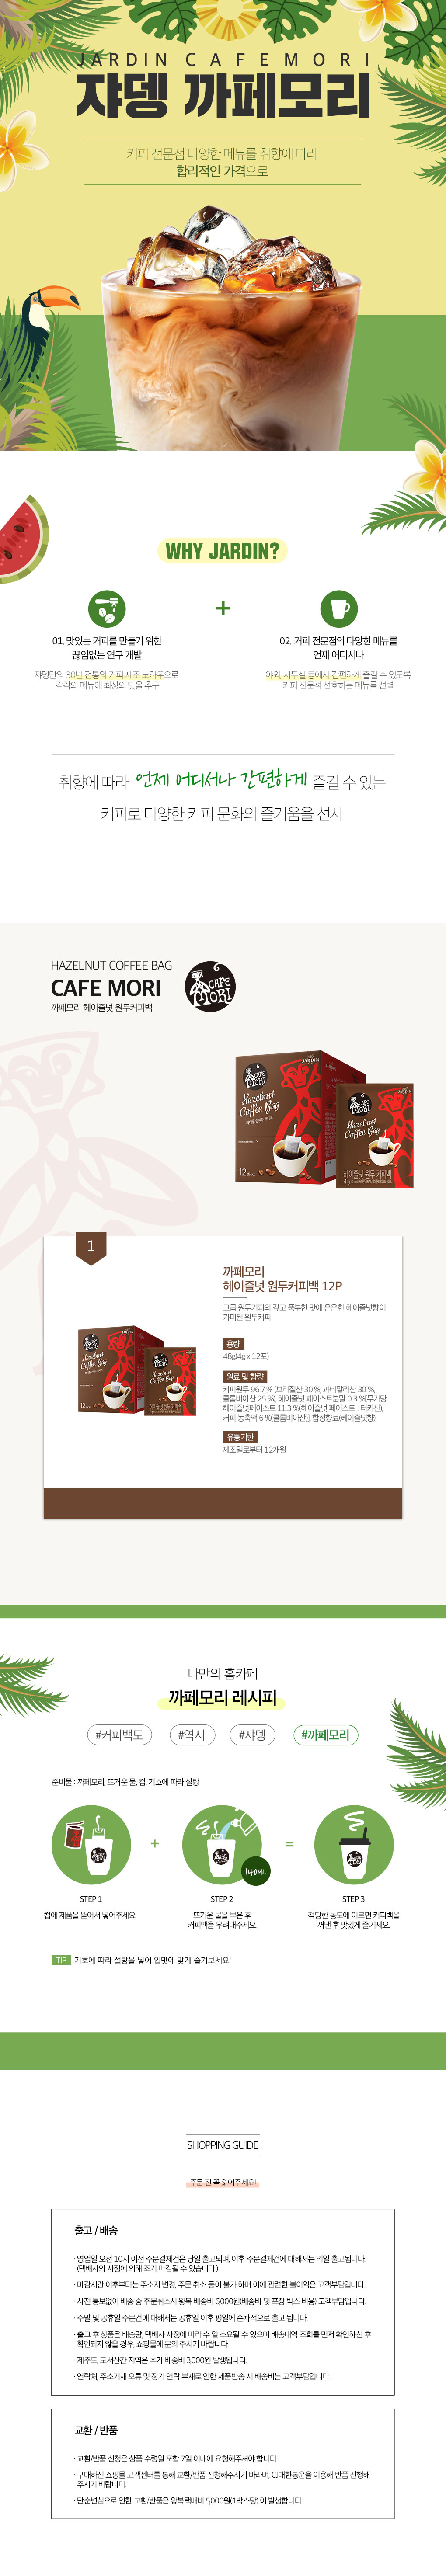 JARDIN CAFEMORI
쟈뎅 까페모리
커피 전문점 다양한 메뉴를 취향에 따라
합리적인 가격으로
WHY JARDIN?
01. 맛있는 커피를 만들기 위한
끊임없는 연구 개발
쟈뎅만의 30년 전통의 커피 제조 노하우으로
각각의 메뉴에 최상의 맛을 추구
+
02. 커피 전문점의 다양한 메뉴를
언제 어디서나
야외, 사무실 등에서 간편하게 즐길 수 있도록
커피 전문점 선호하는 메뉴를 선별
취향에 따라 언제 어디서나 간편하게 즐길 수 있는
커피로 다양한 커피 문화의 즐거움을 선사
HAZELNUT COFFEE BAG
CAFE MORI
까페모리 헤이즐넛 원두커피백
CAFE MORI
JARDIN
CAFE MORI
Hazelnut
Coffee Bag
헤이즐넛 원두커피백
12
CAFE MORI
Hazelnut
Coffee Bag
헤이즐넛 원두커피백
1
까페모리
헤이즐넛 원두커피백 12P
고급 원두커피의 깊고 풍부한 맛에 은은한 헤이즐넛향이
가미된 원두커피
용량
48g(4g x 12포)
원료 및 함량
커피원두 96.7 % (브라질산 30 %, 과테말라산 30 %,
콜롬비아산 25 %), 헤이즐넛 페이스트분말 0.3 %[무가당
헤이즐넛페이스트 11.3 %(헤이즐넛 페이스트 : 터키산),
커피 농축액 6 %(콜롬비아산)], 합성향료(헤이즐넛향)
유통기한
제조일로부터 12개월
나만의 홈카페
까페모리 레시피
#커피백도 #역시 #쟈뎅 #까페모리
준비물 : 까페모리, 뜨거운 물, 컵, 기호에 따라 설탕
140ML
STEP 1
컵에 제품을 뜯어서 넣어주세요.
+
STEP 2
뜨거운 물을 부은 후
커피백을 우려내주세요.
=
STEP 3
적당한 농도에 이르면 커피백을
꺼낸 후 맛있게 즐기세요.
TIP 기호에 따라 설탕을 넣어 입맛에 맞게 즐겨보세요!
SHOPPING GUIDE
주문 전 꼭 읽어주세요!
출고 / 배송
· 영업일 오전 10시 이전 주문결제건은 당일 출고되며, 이후 주문결제건에 대해서는 익일 출고됩니다.
(택배사의 사정에 의해 조기 마감될 수 있습니다.)
· 마감시간 이후부터는 주소지 변경, 주문 취소 등이 불가 하며 이에 관련한 불이익은 고객부담입니다.
· 사전 통보없이 배송 중 주문취소시 왕복 배송비 6,000원(배송비 및 포장 박스 비용) 고객부담입니다.
· 주말 및 공휴일 주문건에 대해서는 공휴일 이후 평일에 순차적으로 출고 됩니다.
· 출고 후 상품은 배송량, 택배사 사정에 따라 수 일 소요될 수 있으며 배송내역 조회를 먼저 확인하신 후
확인되지 않을 경우, 쇼핑몰에 문의 주시기 바랍니다.
· 제주도, 도서산간 지역은 추가 배송비 3,000원 발생됩니다.
· 연락처, 주소기재 오류 및 장기 연락 부재로 인한 제품반송 시 배송비는 고객부담입니다.
교환 / 반품
· 교환/반품 신청은 상품 수령일 포함 7일 이내에 요청해주셔야 합니다.
· 구매하신 쇼핑몰 고객센터를 통해 교환/반품 신청해주시기 바라며, CJ대한통운을 이용해 반품 진행해
주시기 바랍니다.
· 단순변심으로 인한 교환/반품은 왕복택배비 5,000원(1박스당) 이 발생합니다.